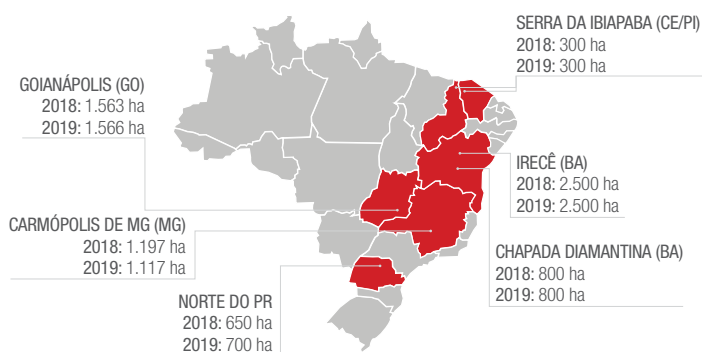 SERRA DA IBIAPABA (CE/PI)
2018: 300 ha
2019: 300 ha
GOIANÁPOLIS (GO)
2018: 1.563 ha
2019: 1.566 ha
IRECÊ (BA)
2018: 2.500 ha
2019: 2.500 ha
CARMÓPOLIS DE MG (MG)
2018: 1.197 ha
2019: 1.117 ha
CHAPADA DIAMANTINA (BA)
2018: 800 ha
2019: 800 ha
NORTE DO PR
2018: 650 ha
2019: 700 ha